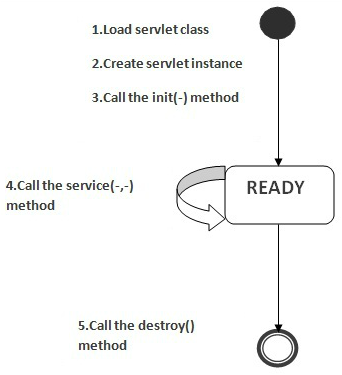 1.Load servlet class
2.Create servlet instance
3.Call the init(-) method
READY
4.Call the service(-,-)
method
5.Call the destroy()
method